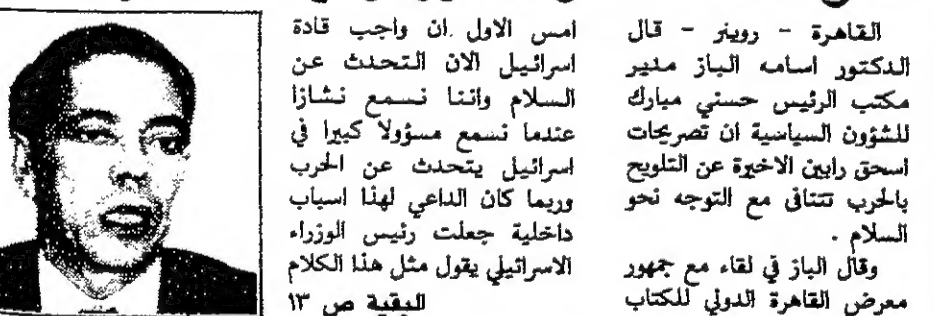 القاهرة - رويتر - قال
الدكتور اسامه الباز مدير
مكتب الرئيس حسني مبارك
للشؤون السياسية ان تصريحات
اسحق رابين الاخيرة عن التلويح
بالحرب تتنافى مع التوجه نحو
السلام .
وقال الباز في لقاء مع جمهور
معرض القاهرة الدولي للكتاب
امس الاول .ان واجب قادة
اسرائيل الان التحدث عن
السلام واننا نسمع نشازا
عندما نسمع مسؤولا كبيرا في
اسرائيل يتحدث عن الحرب
وربما كان الداعي لهذا اسباب
داخلية جعلت رئيس الوزراء
الاسرائيلي يقول مثل هذا الكلام
البقية ص ١٣